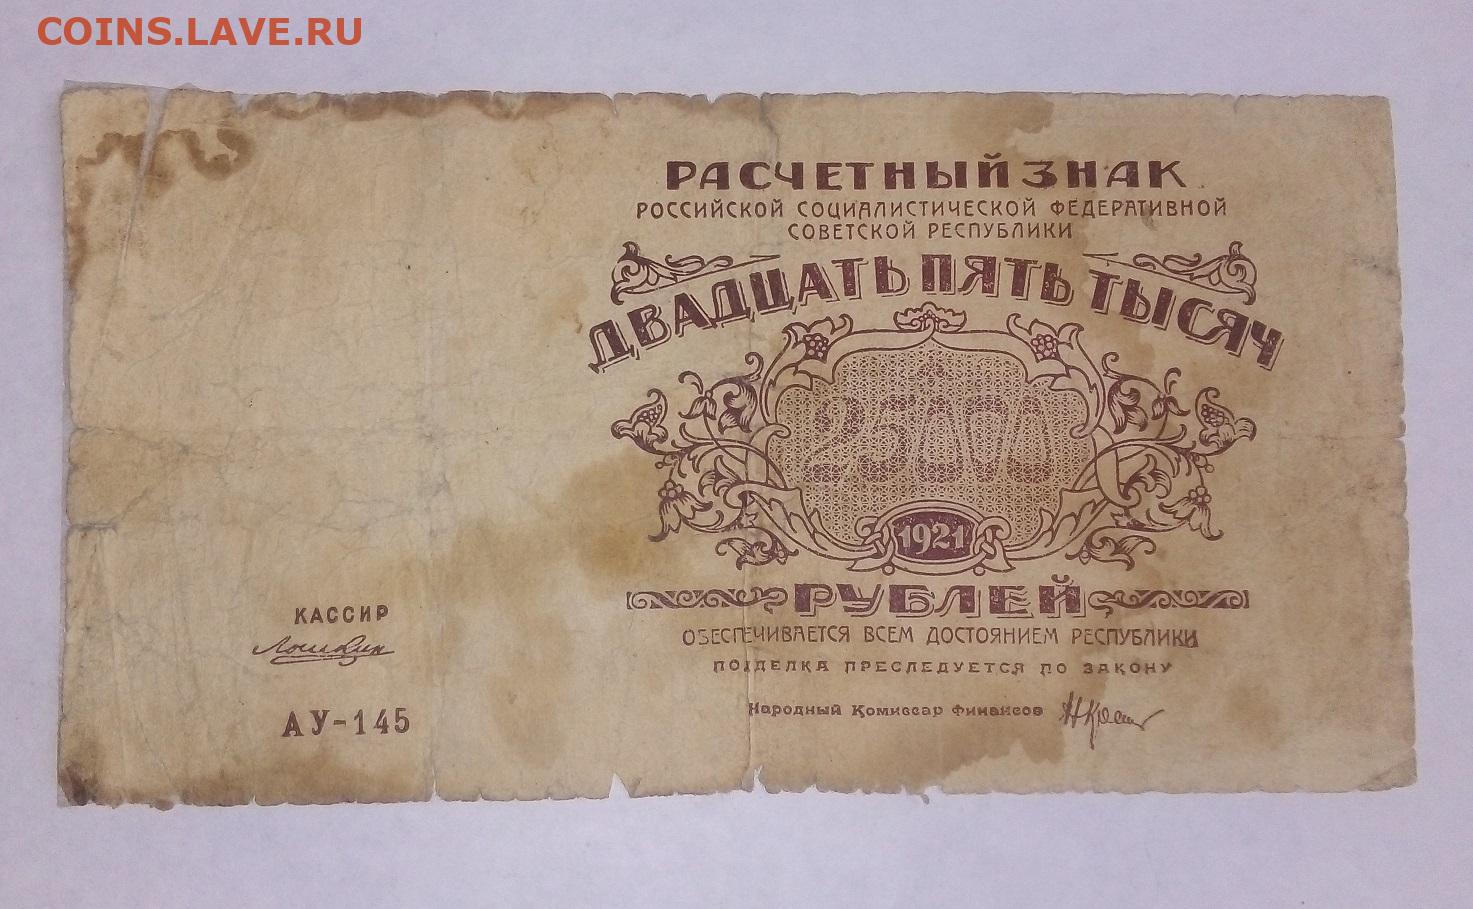 COINS.LAVE.RU
РАСЧЕТНЫЙ ЗНАК
РОССИЙСКОЙ СОЦИАЛИСТИЧЕСКОЙ ФЕДЕРАТИВНОЙ
СОВЕТСКОЙ РЕСПУБЛИКИ
ДВАДЦАТЬ ПЯТЬ ТЫСЯЧ
25000
1921
РУБЛЕЙ
ОБЕСПЕЧИВАЕТСЯ ВСЕМ ДОСТОЯНИЕМ РЕСПУБЛИКИ
ПОДДЕЛКА ПРЕСЛЕДУЕТСЯ ПО ЗАКОНУ
Народный Комиссар Финансов
КАССИР
АУ-145